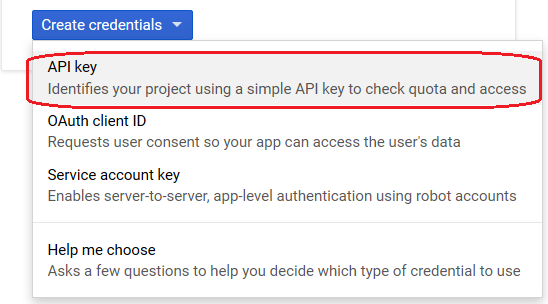 Create credentials
API key
Identifies your project using a simple API key to check quota and access
OAuth client ID
Requests user consent so your app can access the user's data
Service account key
Enables server-to-server, app-level authentication using robot accounts
Help me choose
Asks a few questions to help you decide which type of credential to use